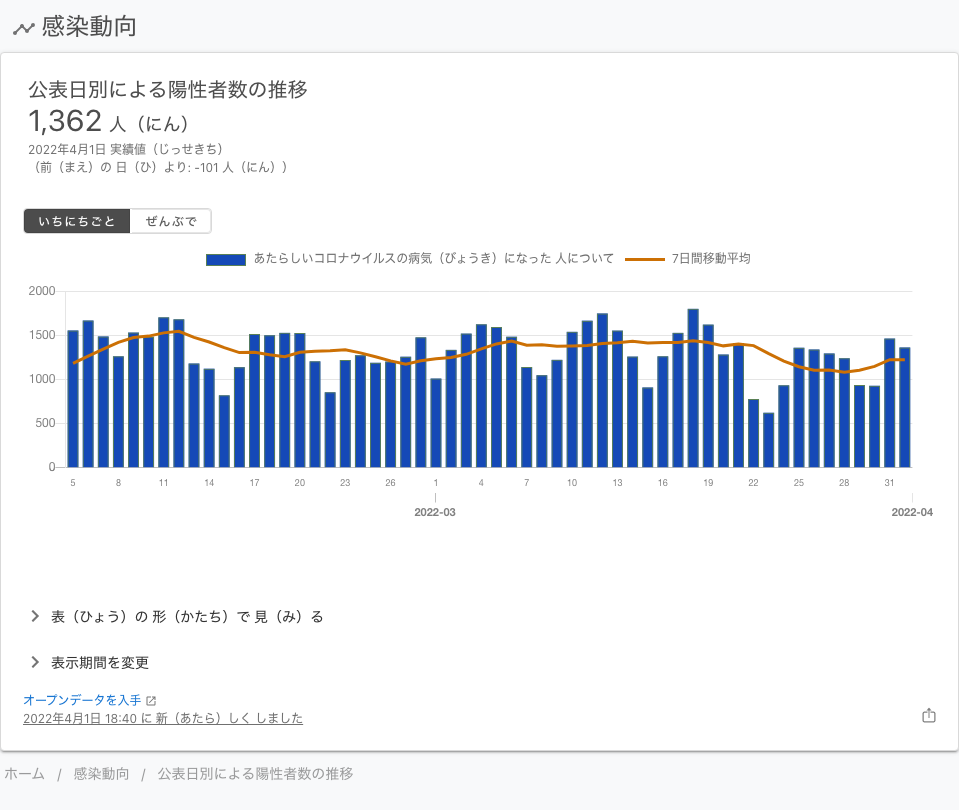 感染動向
公表日別による陽性者数の推移
1,362 人（にん）
2022年4月1日 実績値（じっせきち）
（前（まえ）の 日（ひ）より: -101 人（にん））
いちにちごと ぜんぶで
あたらしいコロナウイルスの病気（びょうき）になった 人について 7日間移動平均
2000
1500
1000
500
0
5 8 11 14 17 20 23 26 1 4 7 10 13 16 19 22 25 28 31
2022-03 2022-04
表（ひょう）の 形（かたち）で 見（み）る
表示期間を変更
オープンデータを入手
2022年4月1日 18:40 に 新（あたら）しく しました
ホーム / 感染動向 / 公表日別による陽性者数の推移